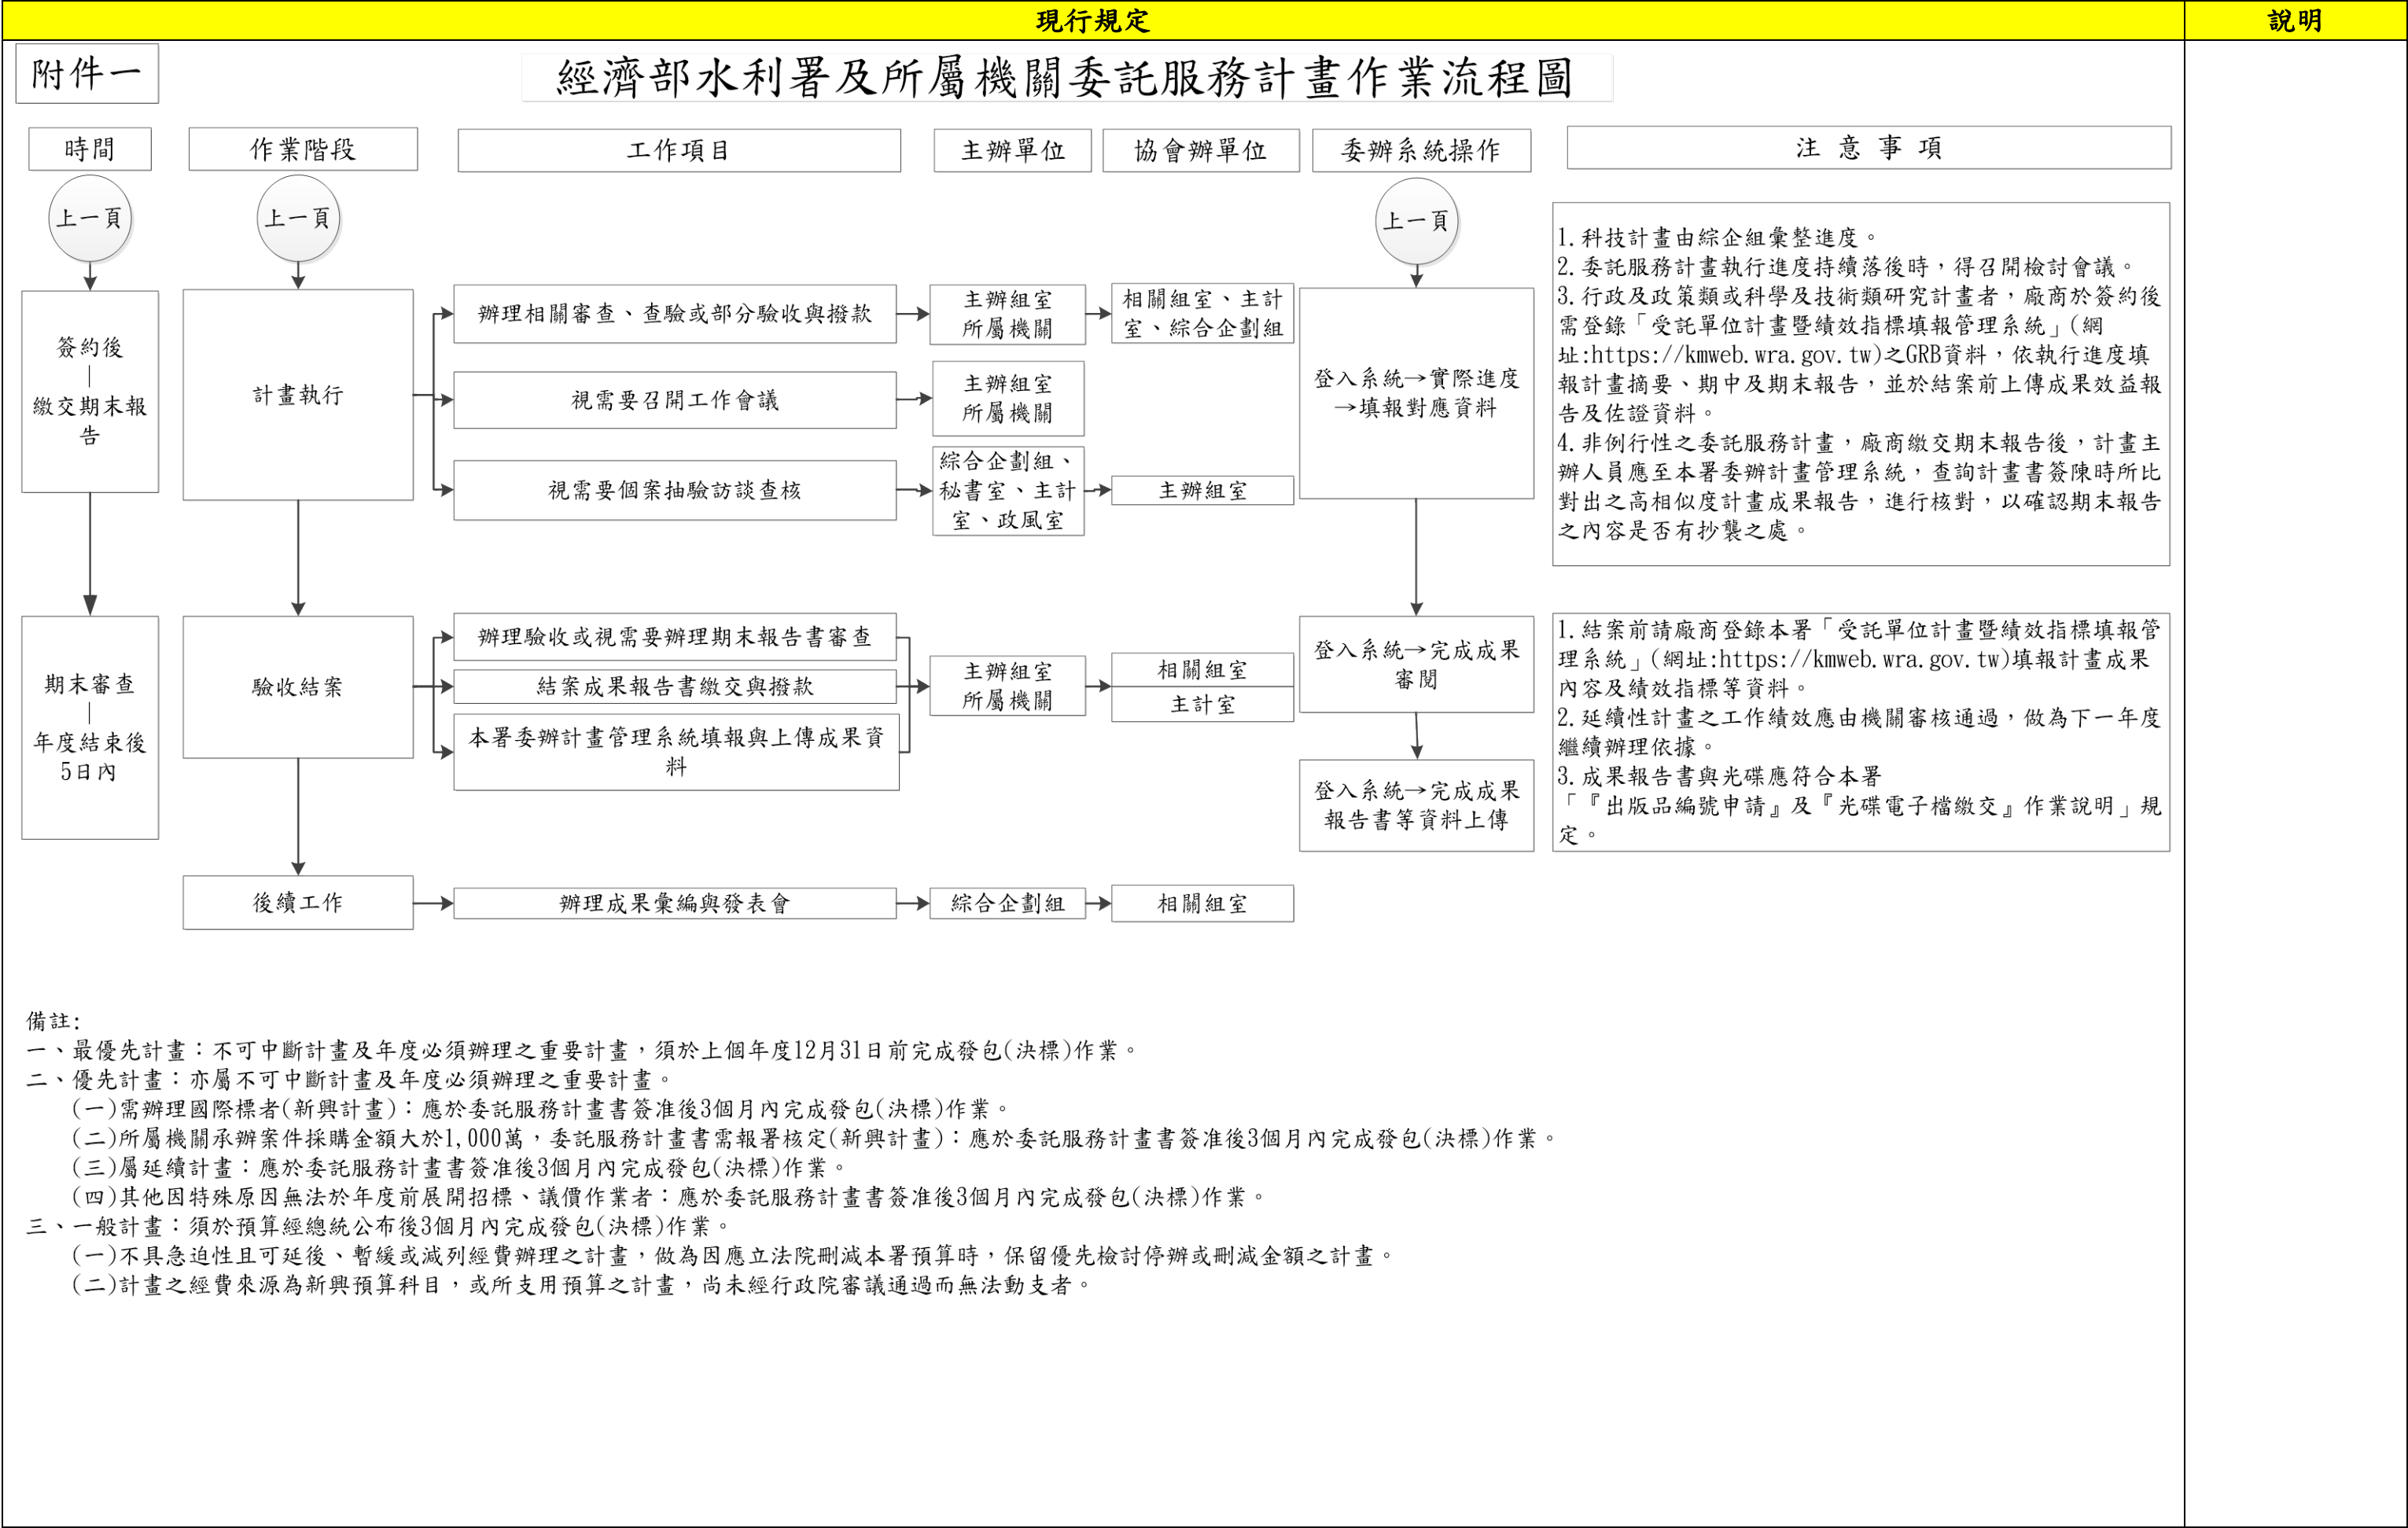 現行規定
說明
附件一
經濟部水利署及所屬機關委託服務計畫作業流程圖
時間
作業階段
工作項目
主辦單位
協會辦單位
委辦系統操作
注 意 事 項
上一頁
上一頁
上一頁
簽約後
|
繳交期末報
告
計畫執行
辦理相關審查、查驗或部分驗收與撥款
主辦組室
所屬機關
相關組室、主計
室、綜合企劃組
視需要召開工作會議
主辦組室
所屬機關
視需要個案抽驗訪談查核
綜合企劃組、
秘書室、主計
室、政風室
主辦組室
登入系統→實際進度
→填報對應資料
1.科技計畫由綜企組彙整進度。
2.委託服務計畫執行進度持續落後時，得召開檢討會議。
3.行政及政策類或科學及技術類研究計畫者，廠商於簽約後
需登錄「受託單位計畫暨績效指標填報管理系統」(網
址:https://kmweb.wra.gov.tw)之GRB資料，依執行進度填
報計畫摘要、期中及期末報告，並於結案前上傳成果效益報
告及佐證資料。
4.非例行性之委託服務計畫，廠商繳交期末報告後，計畫主
辦人員應至本署委辦計畫管理系統，查詢計畫書簽陳時所比
對出之高相似度計畫成果報告，進行核對，以確認期末報告
之內容是否有抄襲之處。
期末審查
|
年度結束後
5日內
驗收結案
辦理驗收或視需要辦理期末報告書審查
結案成果報告書繳交與撥款
本署委辦計畫管理系統填報與上傳成果資
料
主辦組室
所屬機關
相關組室
主計室
登入系統→完成成果
審閱
登入系統→完成成果
報告書等資料上傳
1.結案前請廠商登錄本署「受託單位計畫暨績效指標填報管
理系統」(網址:https://kmweb.wra.gov.tw)填報計畫成果
內容及績效指標等資料。
2.延續性計畫之工作績效應由機關審核通過，做為下一年度
繼續辦理依據。
3.成果報告書與光碟應符合本署
「『出版品編號申請』及『光碟電子檔繳交』作業說明」規
定。
後續工作
辦理成果彙編與發表會
綜合企劃組
相關組室
備註:
一、最優先計畫：不可中斷計畫及年度必須辦理之重要計畫，須於上個年度12月31日前完成發包(決標)作業。
二、優先計畫：亦屬不可中斷計畫及年度必須辦理之重要計畫。
(一)需辦理國際標者(新興計畫)：應於委託服務計畫書簽准後3個月內完成發包(決標)作業。
(二)所屬機關承辦案件採購金額大於1,000萬，委託服務計畫書需報署核定(新興計畫)：應於委託服務計畫書簽准後3個月內完成發包(決標)作業。
(三)屬延續計畫：應於委託服務計畫書簽准後3個月內完成發包(決標)作業。
(四)其他因特殊原因無法於年度前展開招標、議價作業者：應於委託服務計畫書簽准後3個月內完成發包(決標)作業。
三、一般計畫：須於預算經總統公布後3個月內完成發包(決標)作業。
(一)不具急迫性且可延後、暫緩或減列經費辦理之計畫，做為因應立法院刪減本署預算時，保留優先檢討停辦或刪減金額之計畫。
(二)計畫之經費來源為新興預算科目，或所支用預算之計畫，尚未經行政院審議通過而無法動支者。